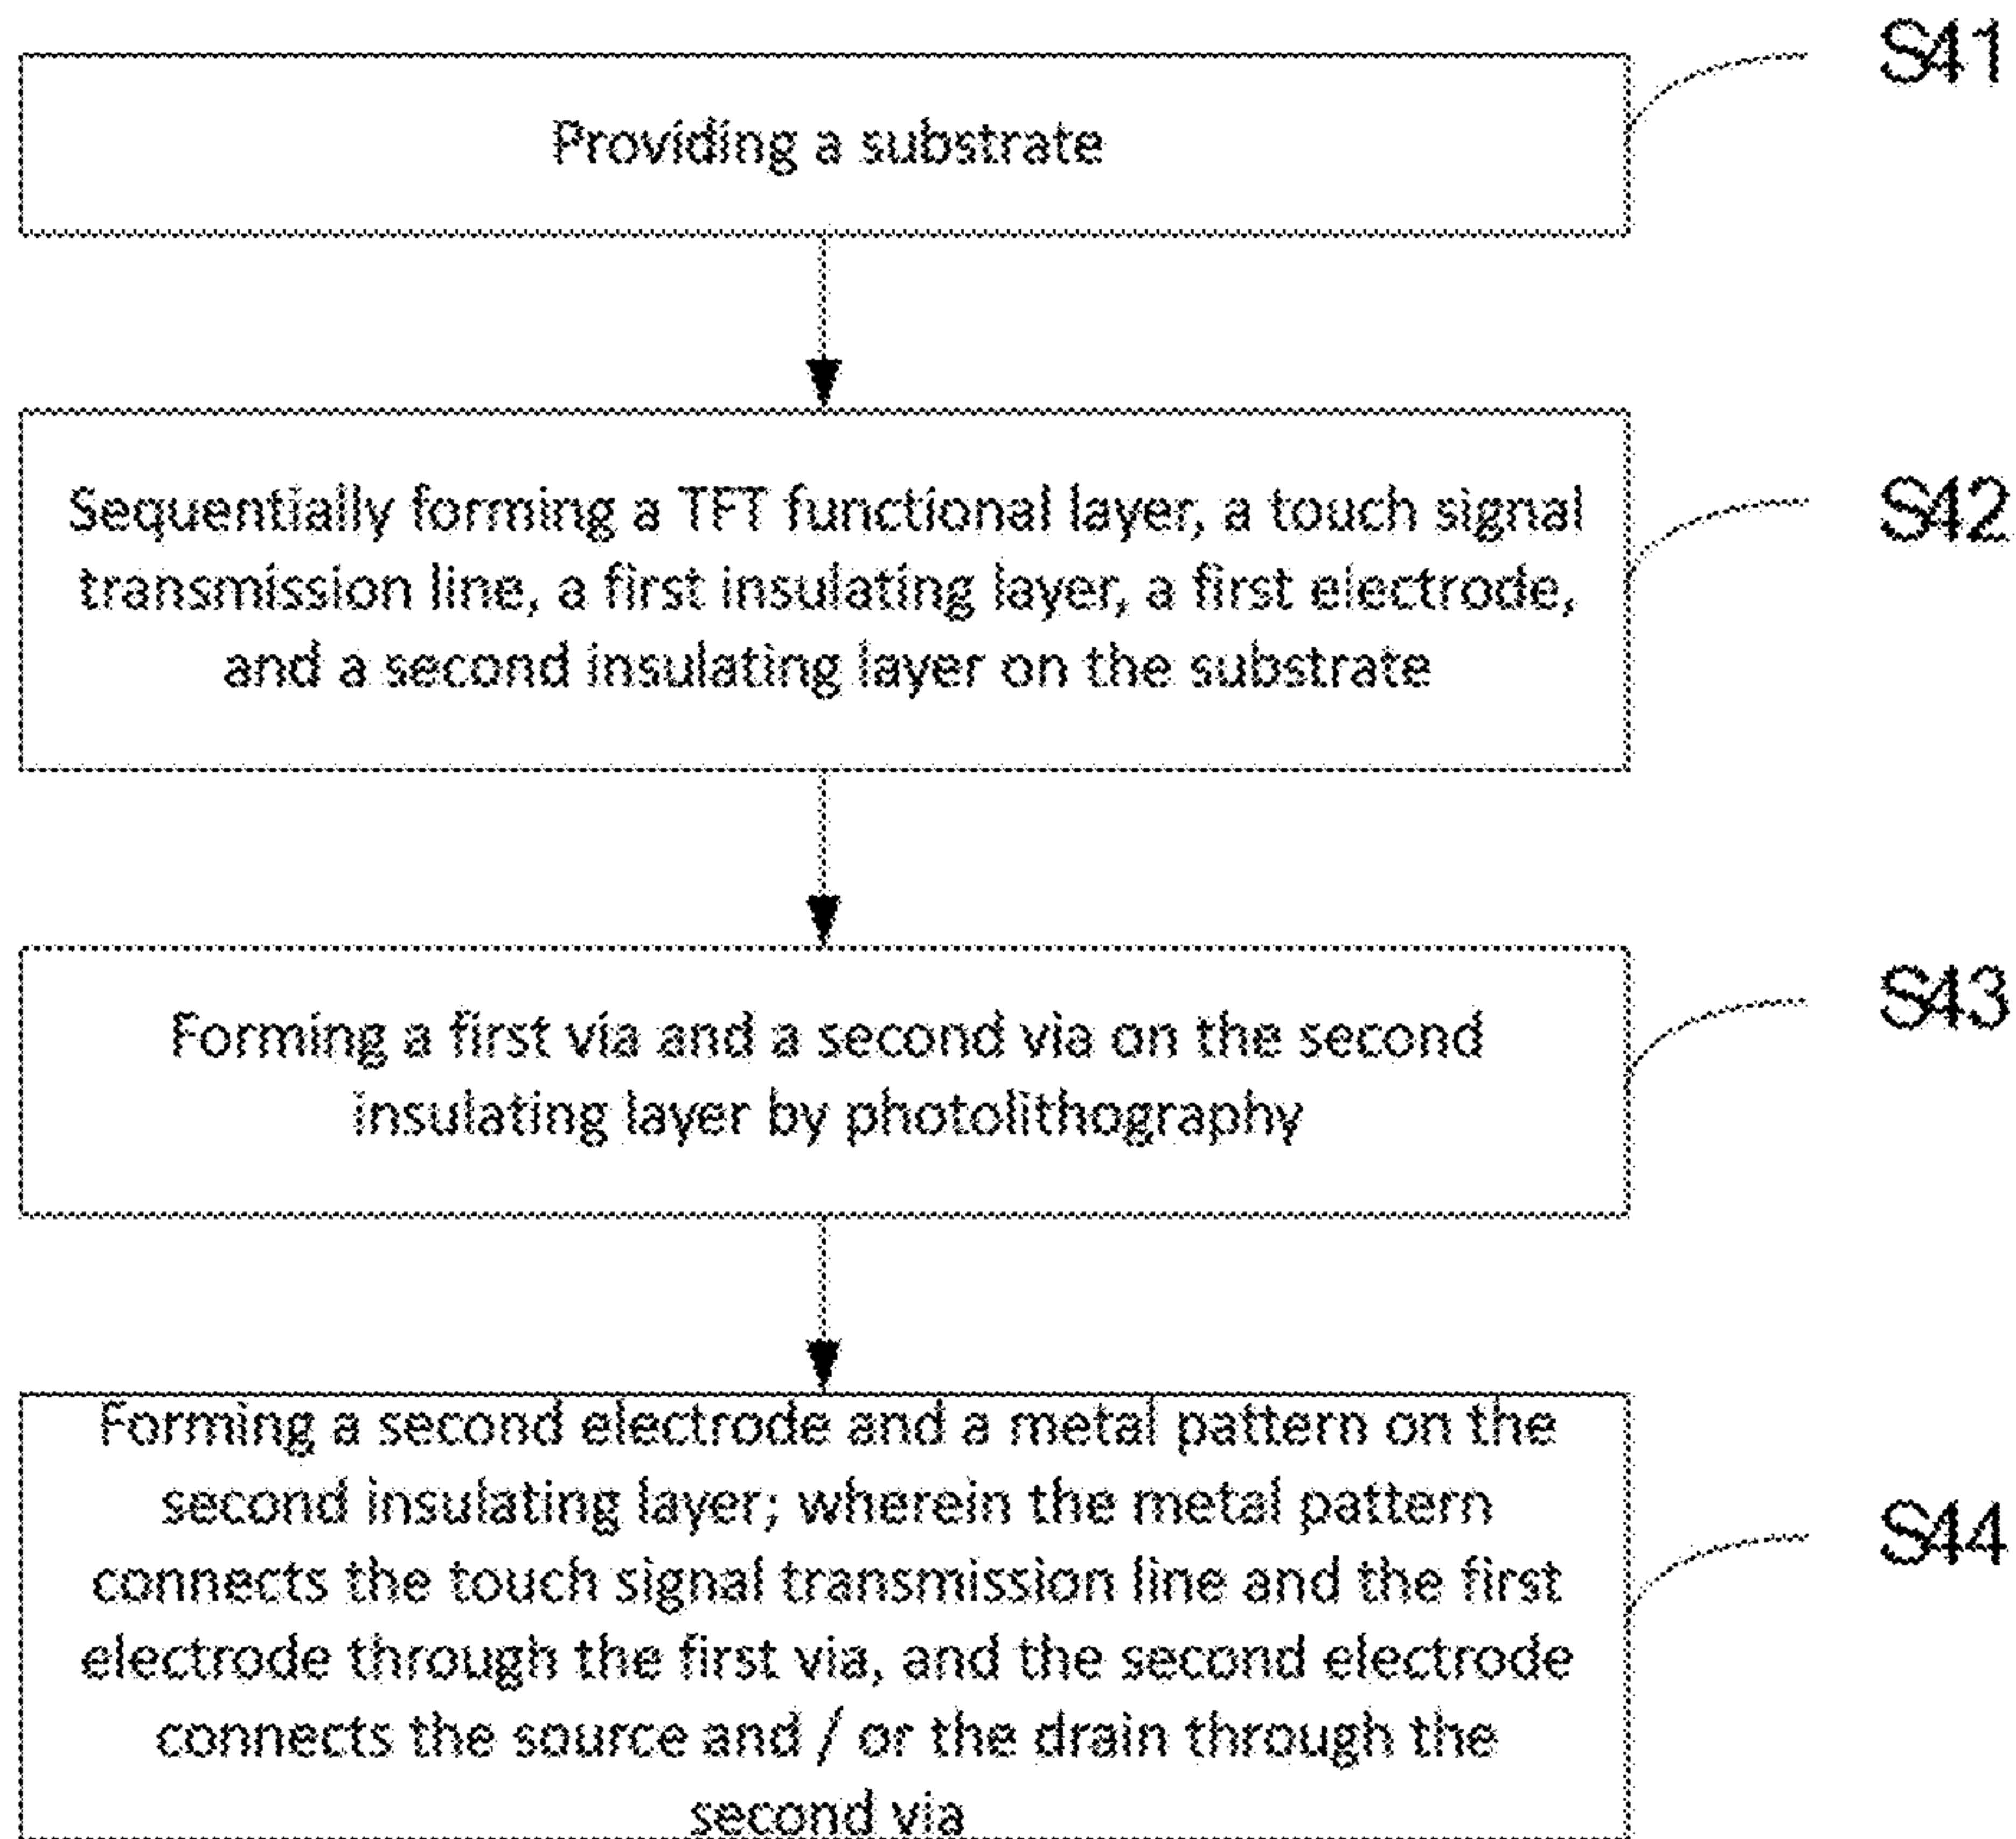 S41
Providing a substrate
Sequentially forming a TFT functional layer, a touch signal
S42
transmission line, a first insulating layer, a first electrode,
and a second insulating layer on the substrate
S43
Forming a first via and a second via on the second
insulating layer by photolithography
Forming a second electrode and a metal pattern on the
second insulating layer; wherein the metal pattern
S44
connects the touch signal transmission line and the first
electrode through the first via, and the second electrode
connects the source and / or the drain through the
second via